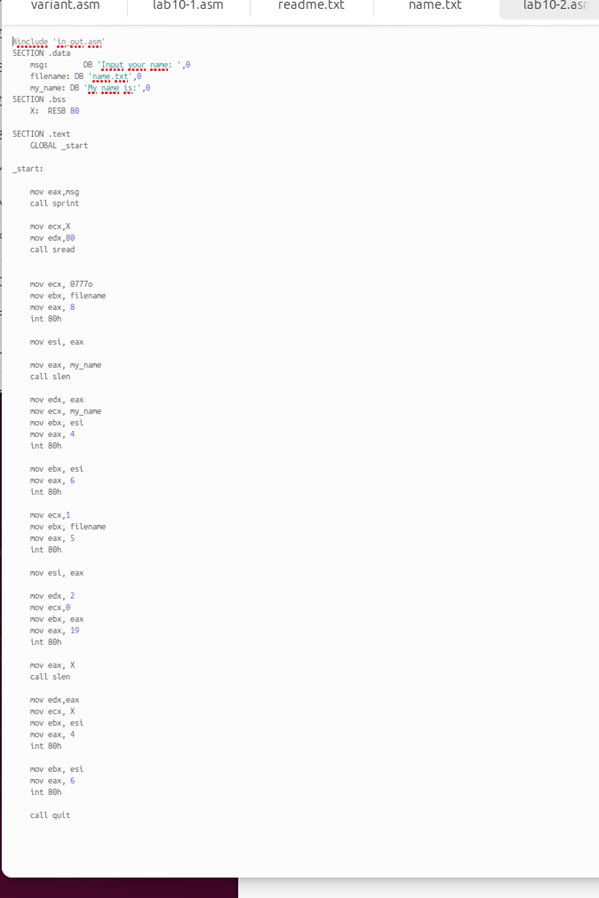 variant.asm lab10-1.asm readme.txt name.txt lab10-2.asm
%include 'in_out.asm'
SECTION .data
msg: DB 'Input your name: ',0
filename: DB 'name.txt',0
my_name: DB 'My name is:',0
SECTION .bss
X: RESB 80
SECTION .text
GLOBAL _start
_start:
mov eax,msg
call sprint
mov ecx,X
mov edx,80
call sread
mov ecx, 0777o
mov ebx, filename
mov eax, 8
int 80h
mov esi, eax
mov eax, my_name
call slen
mov edx, eax
mov ecx, my_name
mov ebx, esi
mov eax, 4
int 80h
mov ebx, esi
mov eax, 6
int 80h
mov ecx,1
mov ebx, filename
mov eax, 5
int 80h
mov esi, eax
mov edx, 2
mov ecx,0
mov ebx, eax
mov eax, 19
int 80h
mov eax, X
call slen
mov edx,eax
mov ecx, X
mov ebx, esi
mov eax, 4
int 80h
mov ebx, esi
mov eax, 6
int 80h
call quit